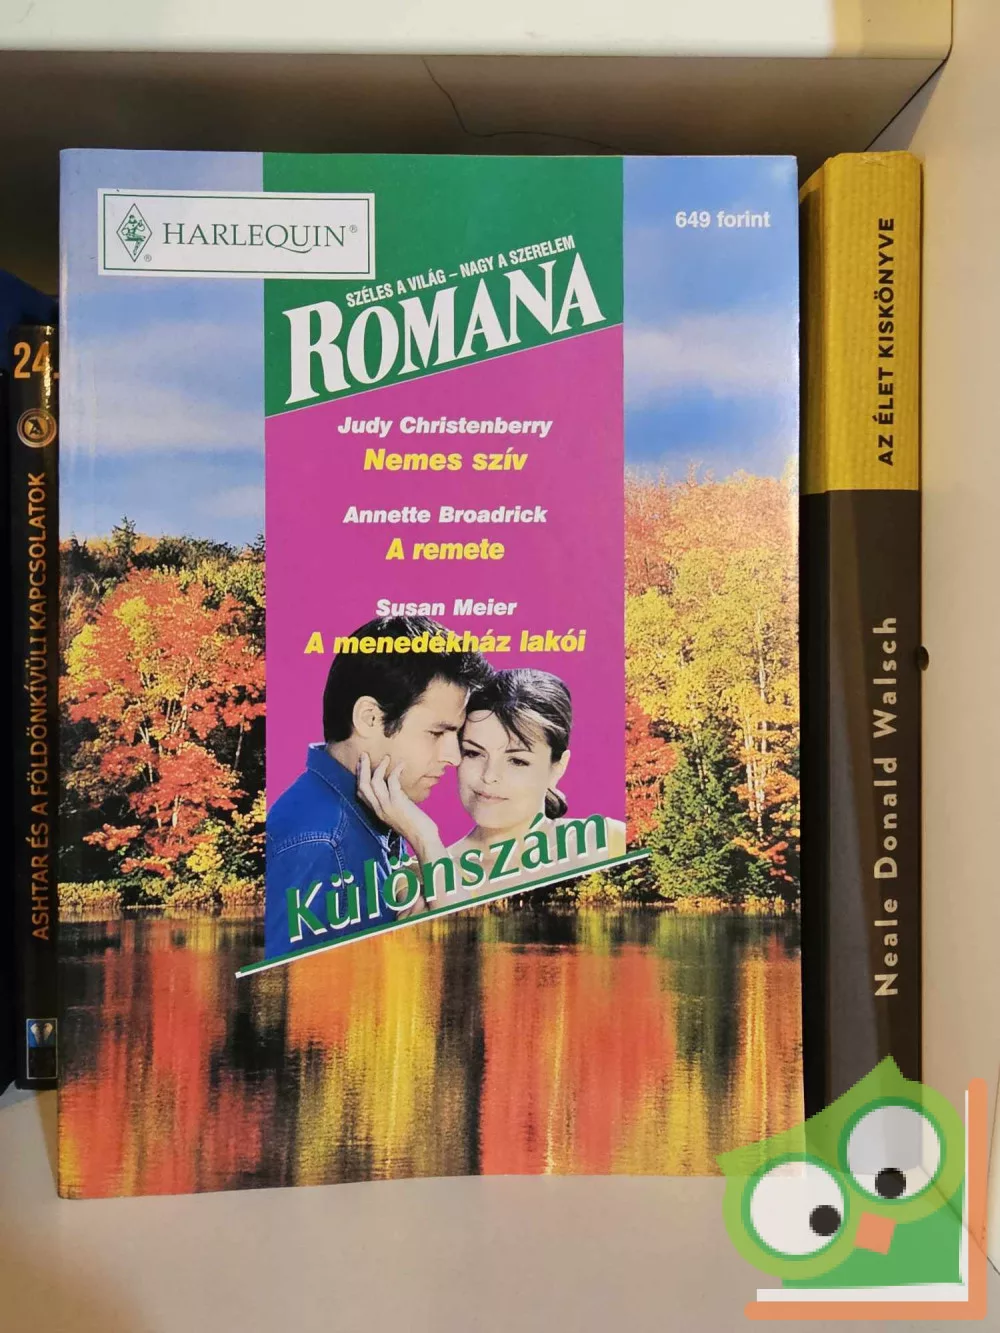 HARLEQUIN®
®
649 forint
SZÉLES A VILÁG – NAGY A SZERELEM
ROMANA
Judy Christenberry
Nemes szív
Annette Broadrick
A remete
Susan Meier
A menedékház lakói
Különszám
24.
ASHTAR ÉS A FÖLDÖNKÍVÜLI KAPCSOLATOK
AZ ÉLET KISKÖNYVE
Neale Donald Walsch